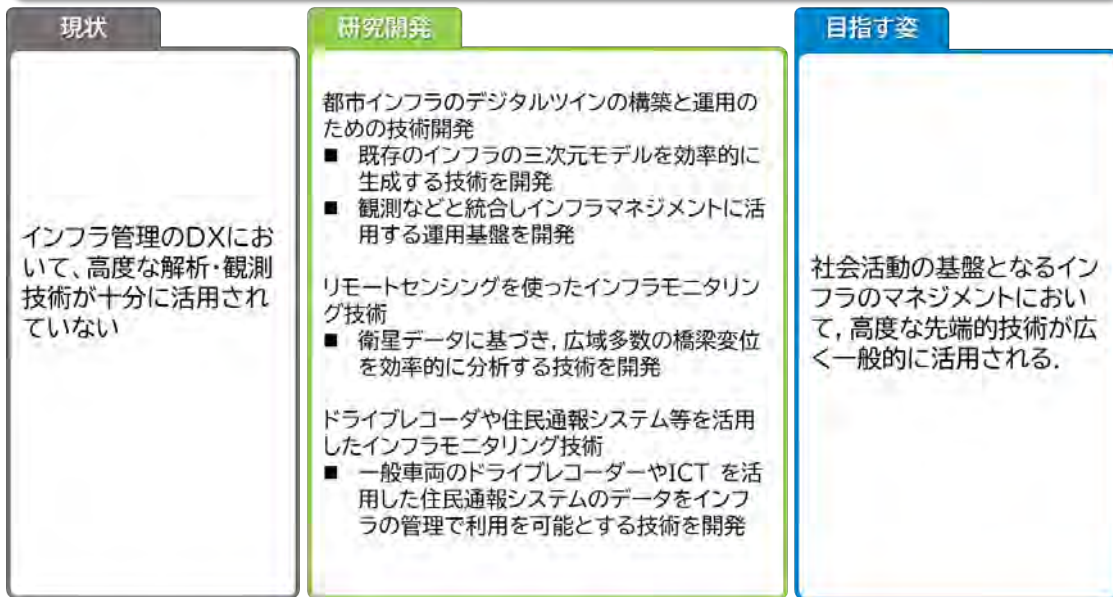 現状
インフラ管理のDXにお
いて、高度な解析・観測
技術が十分に活用され
ていない
研究開発
都市インフラのデジタルツインの構築と運用の
ための技術開発
■ 既存のインフラの三次元モデルを効率的に
生成する技術を開発
■ 観測などと統合しインフラマネジメントに活
用する運用基盤を開発
リモートセンシングを使ったインフラモニタリン
グ技術
■ 衛星データに基づき,広域多数の橋梁変位
を効率的に分析する技術を開発
ドライブレコーダや住民通報システム等を活用
したインフラモニタリング技術
■ 一般車両のドライブレコーダーやICT を活
用した住民通報システムのデータをインフ
ラの管理で利用を可能とする技術を開発
目指す姿
社会活動の基盤となるイン
フラのマネジメントにおい
て,高度な先端的技術が広
く一般的に活用される.